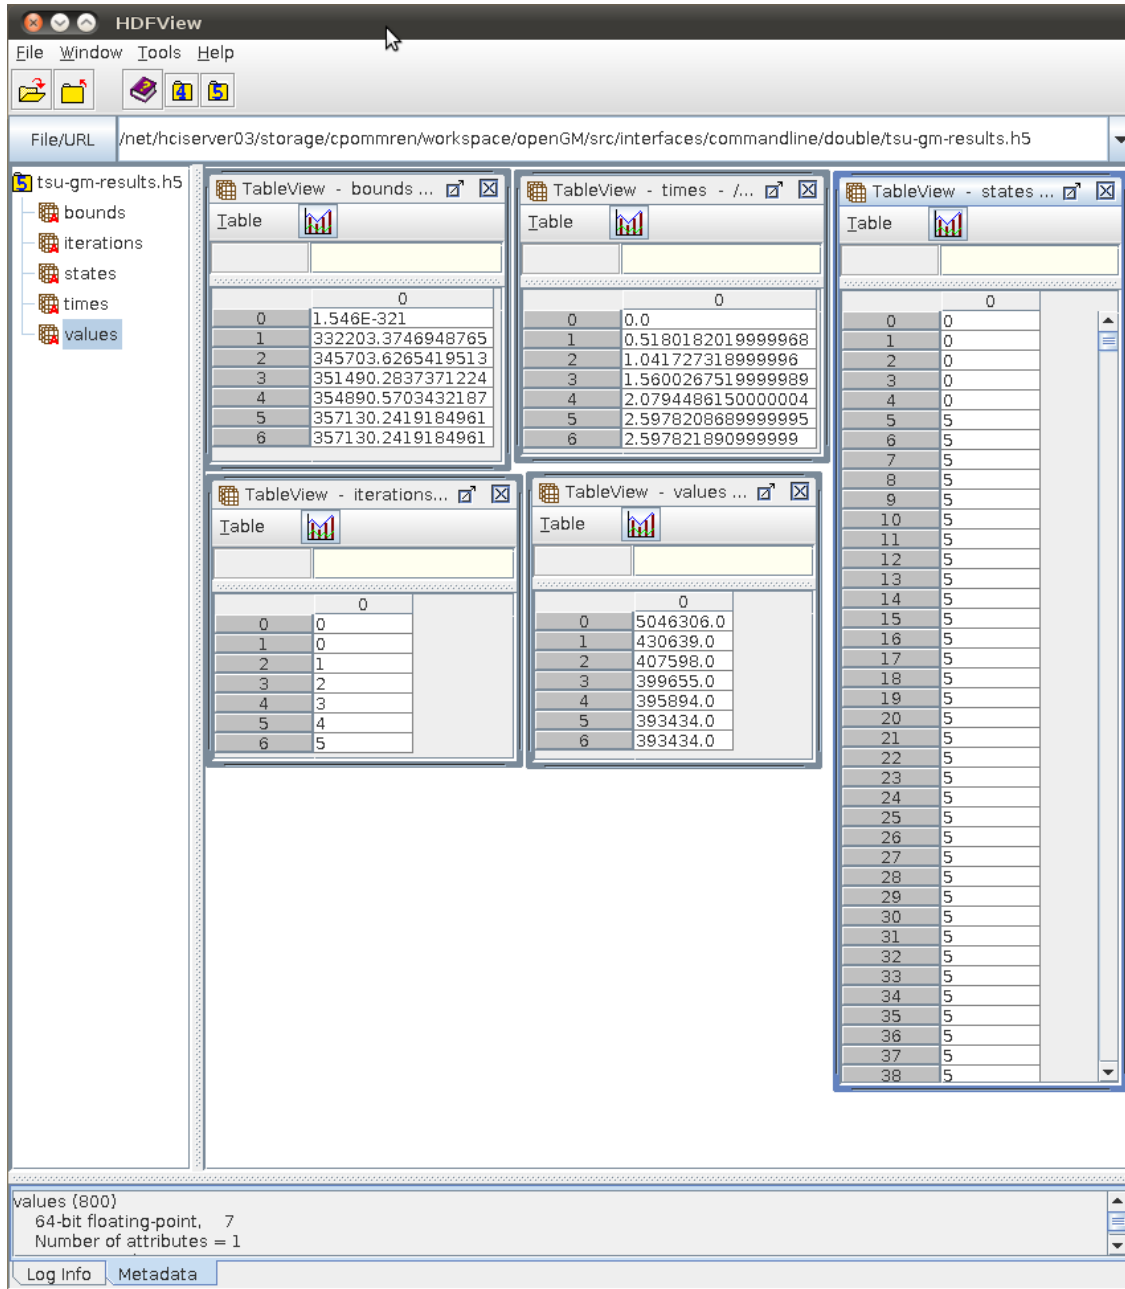 HDFView
File Window Tools Help
File/URL /net/hciserver03/storage/cpommren/workspace/openGM/src/interfaces/commandline/double/tsu-gm-results.h5
tsu-gm-results.h5
bounds
iterations
states
times
values
TableView - bounds ...
Table
0
0 1.546E-321
1 332203.3746948765
2 345703.6265419513
3 351490.2837371224
4 354890.5703432187
5 357130.2419184961
6 357130.2419184961
TableView - times - /...
Table
0
0 0.0
1 0.5180182019999968
2 1.041727318999996
3 1.5600267519999989
4 2.0794486150000004
5 2.5978208689999995
6 2.597821890999999
TableView - iterations...
Table
0
0 0
1 0
2 1
3 2
4 3
5 4
6 5
TableView - values ...
Table
0
0 5046306.0
1 430639.0
2 407598.0
3 399655.0
4 395894.0
5 393434.0
6 393434.0
TableView - states ...
Table
0
0 0
1 0
2 0
3 0
4 0
5 5
6 5
7 5
8 5
9 5
10 5
11 5
12 5
13 5
14 5
15 5
16 5
17 5
18 5
19 5
20 5
21 5
22 5
23 5
24 5
25 5
26 5
27 5
28 5
29 5
30 5
31 5
32 5
33 5
34 5
35 5
36 5
37 5
38 5
values (800)
64-bit floating-point, 7
Number of attributes = 1
Log Info Metadata